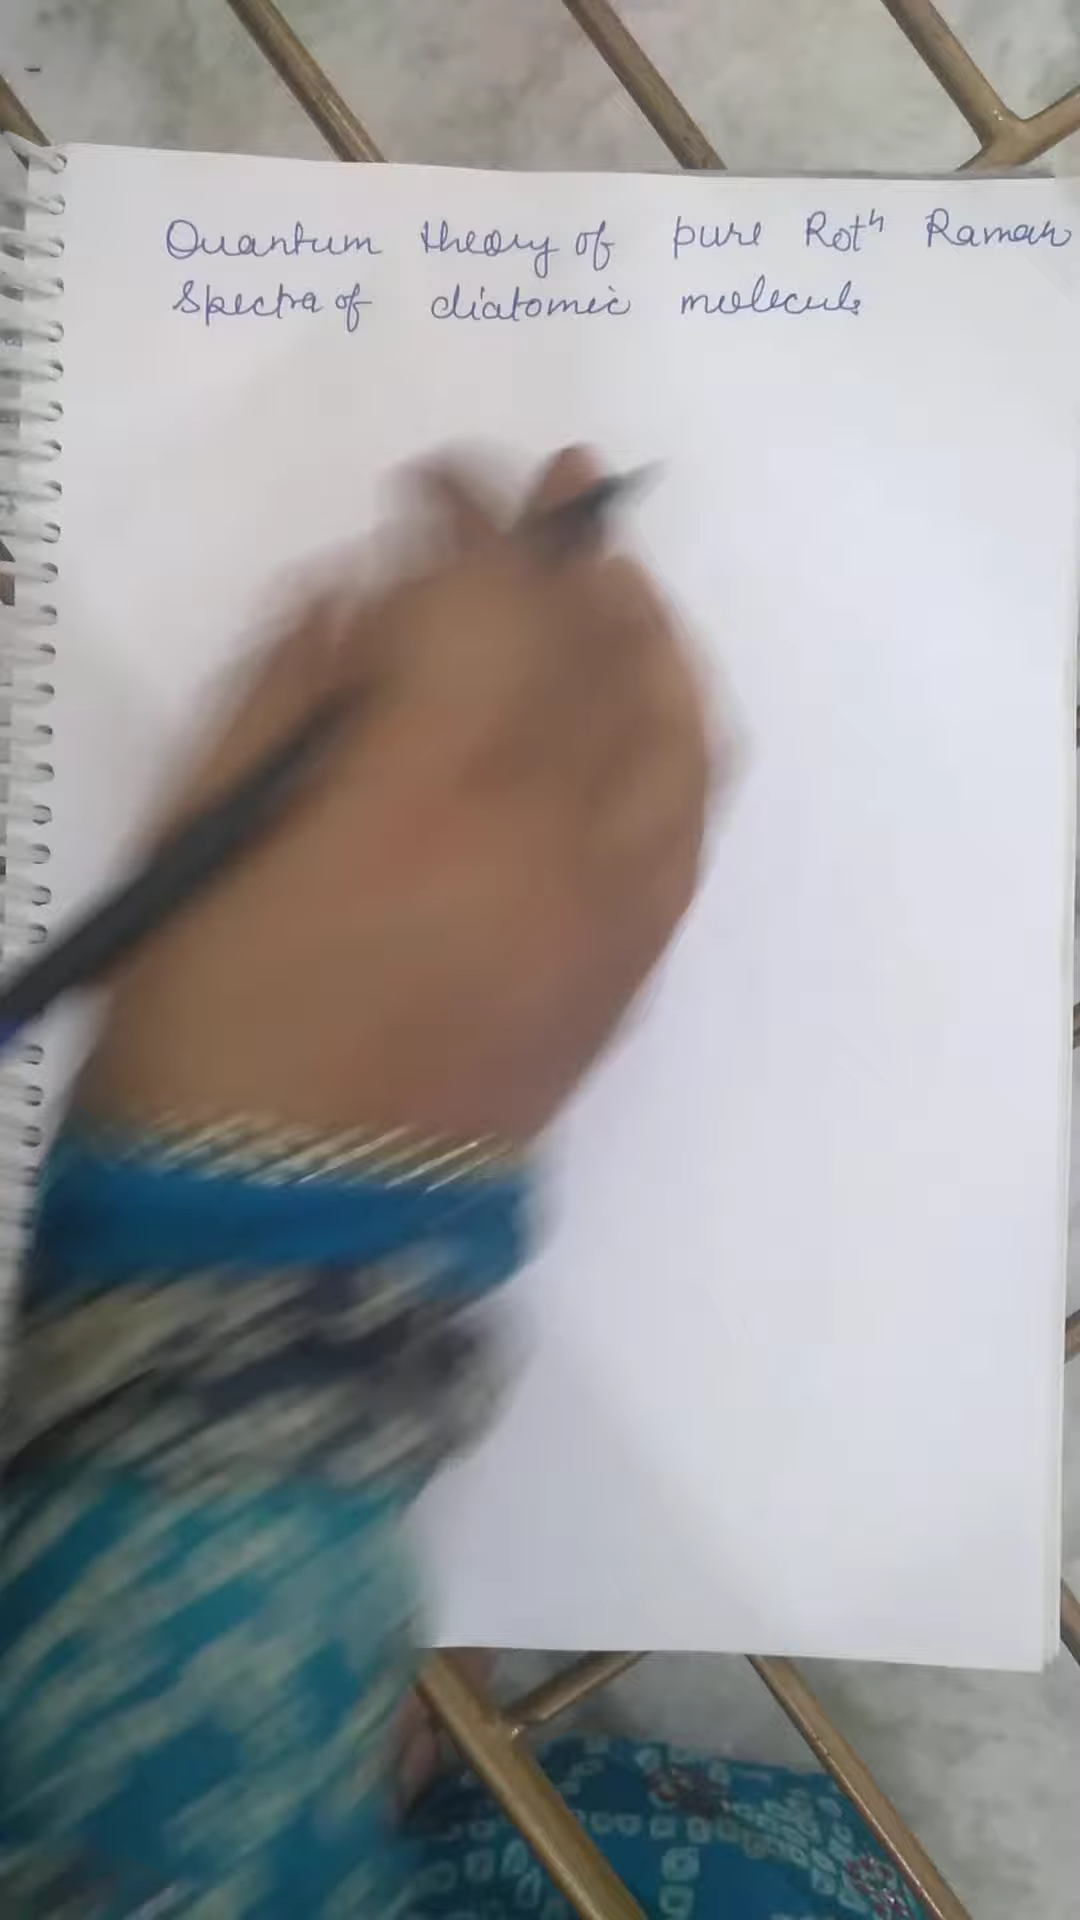 Quantum theory of pure Rotⁿ Raman
Spectra of diatomic molecule